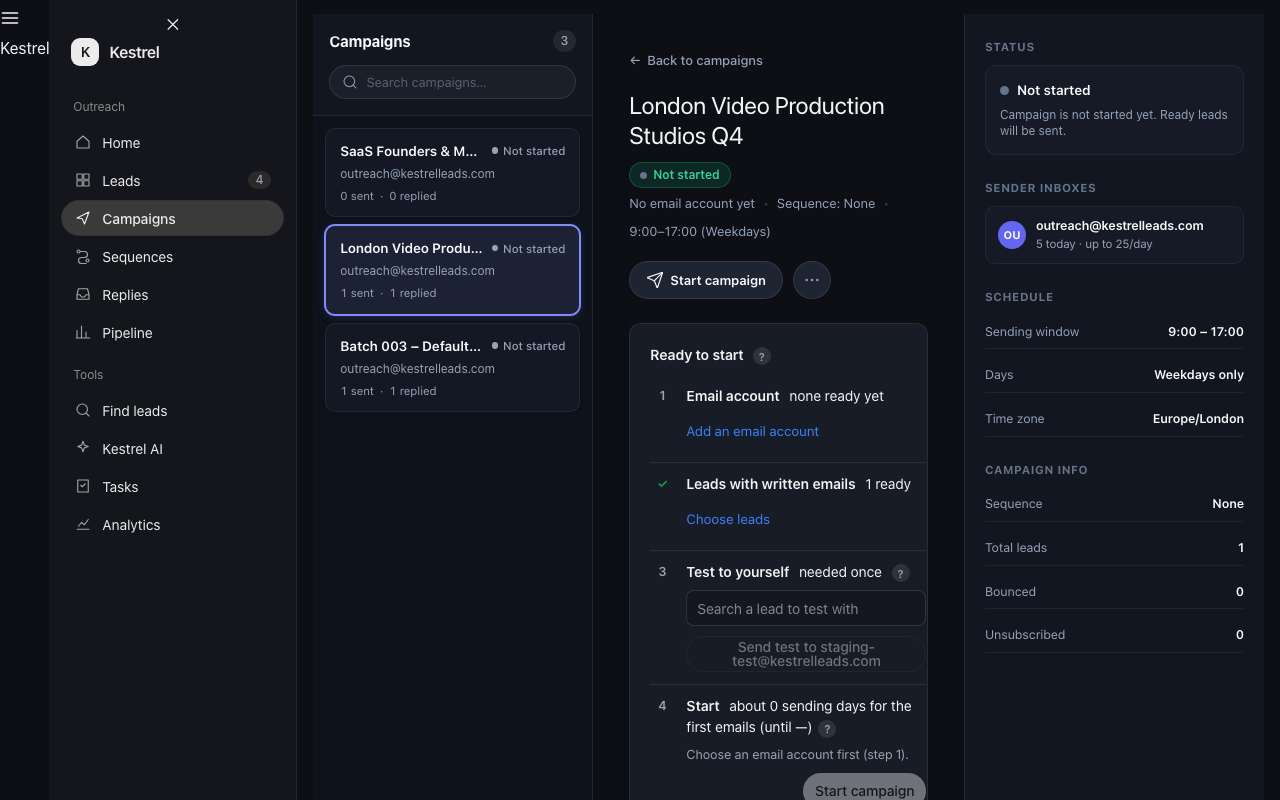 Kestrel
K Kestrel
Outreach
Home
Leads 4
Campaigns
Sequences
Replies
Pipeline
Tools
Find leads
Kestrel AI
Tasks
Analytics
Campaigns 3
Search campaigns...
SaaS Founders & M... Not started
outreach@kestrelleads.com
0 sent · 0 replied
London Video Produ... Not started
outreach@kestrelleads.com
1 sent · 1 replied
Batch 003 – Default... Not started
outreach@kestrelleads.com
1 sent · 1 replied
← Back to campaigns
London Video Production
Studios Q4
Not started
No email account yet · Sequence: None ·
9:00–17:00 (Weekdays)
Start campaign ···
Ready to start ?
1 Email account none ready yet
Add an email account
Leads with written emails 1 ready
Choose leads
3 Test to yourself needed once ?
Search a lead to test with
Send test to staging-
test@kestrelleads.com
4 Start about 0 sending days for the
first emails (until —) ?
Choose an email account first (step 1).
Start campaign
STATUS
Not started
Campaign is not started yet. Ready leads
will be sent.
SENDER INBOXES
OU outreach@kestrelleads.com
5 today · up to 25/day
SCHEDULE
Sending window 9:00 – 17:00
Days Weekdays only
Time zone Europe/London
CAMPAIGN INFO
Sequence None
Total leads 1
Bounced 0
Unsubscribed 0